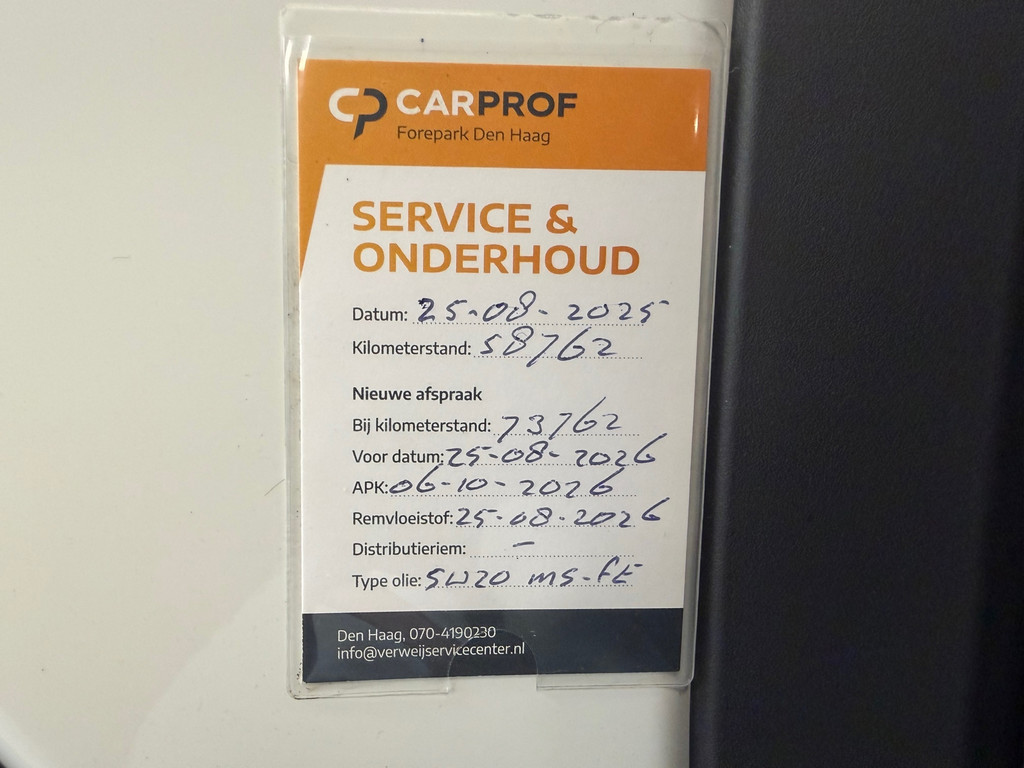 CP CARPROF
Forepark Den Haag
SERVICE &
ONDERHOUD
Datum: 25-08-2025
Kilometerstand: 58762
Nieuwe afspraak
Bij kilometerstand: 73762
Voor datum: 25-08-2026
APK: 06-10-2026
Remvloeistof: 25-08-2026
Distributieriem: -
Type olie: 5W20 MS-FE
Den Haag, 070-4190230
info@verweijservicecenter.nl